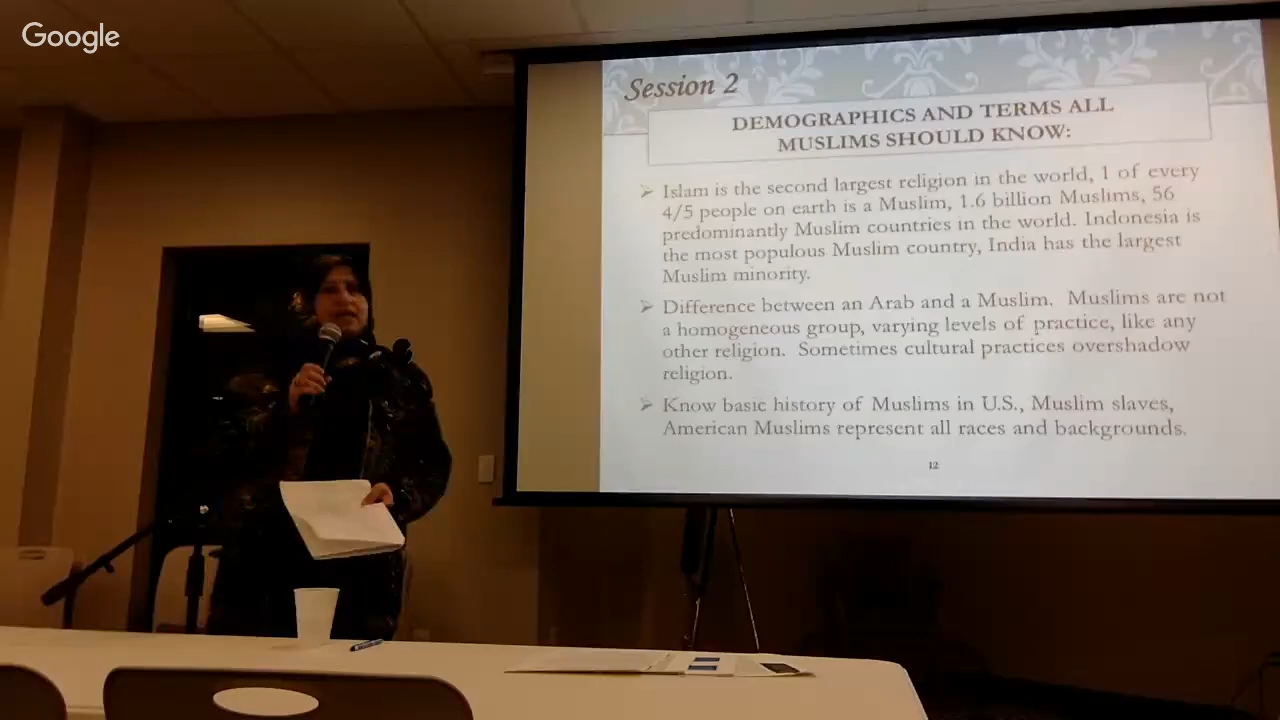 Google
Session 2
DEMOGRAPHICS AND TERMS ALL
MUSLIMS SHOULD KNOW:
➢ Islam is the second largest religion in the world, 1 of every
4/5 people on earth is a Muslim, 1.6 billion Muslims, 56
predominantly Muslim countries in the world. Indonesia is
the most populous Muslim country, India has the largest
Muslim minority.
➢ Difference between an Arab and a Muslim. Muslims are not
a homogeneous group, varying levels of practice, like any
other religion. Sometimes cultural practices overshadow
religion.
➢ Know basic history of Muslims in U.S., Muslim slaves,
American Muslims represent all races and backgrounds.
12